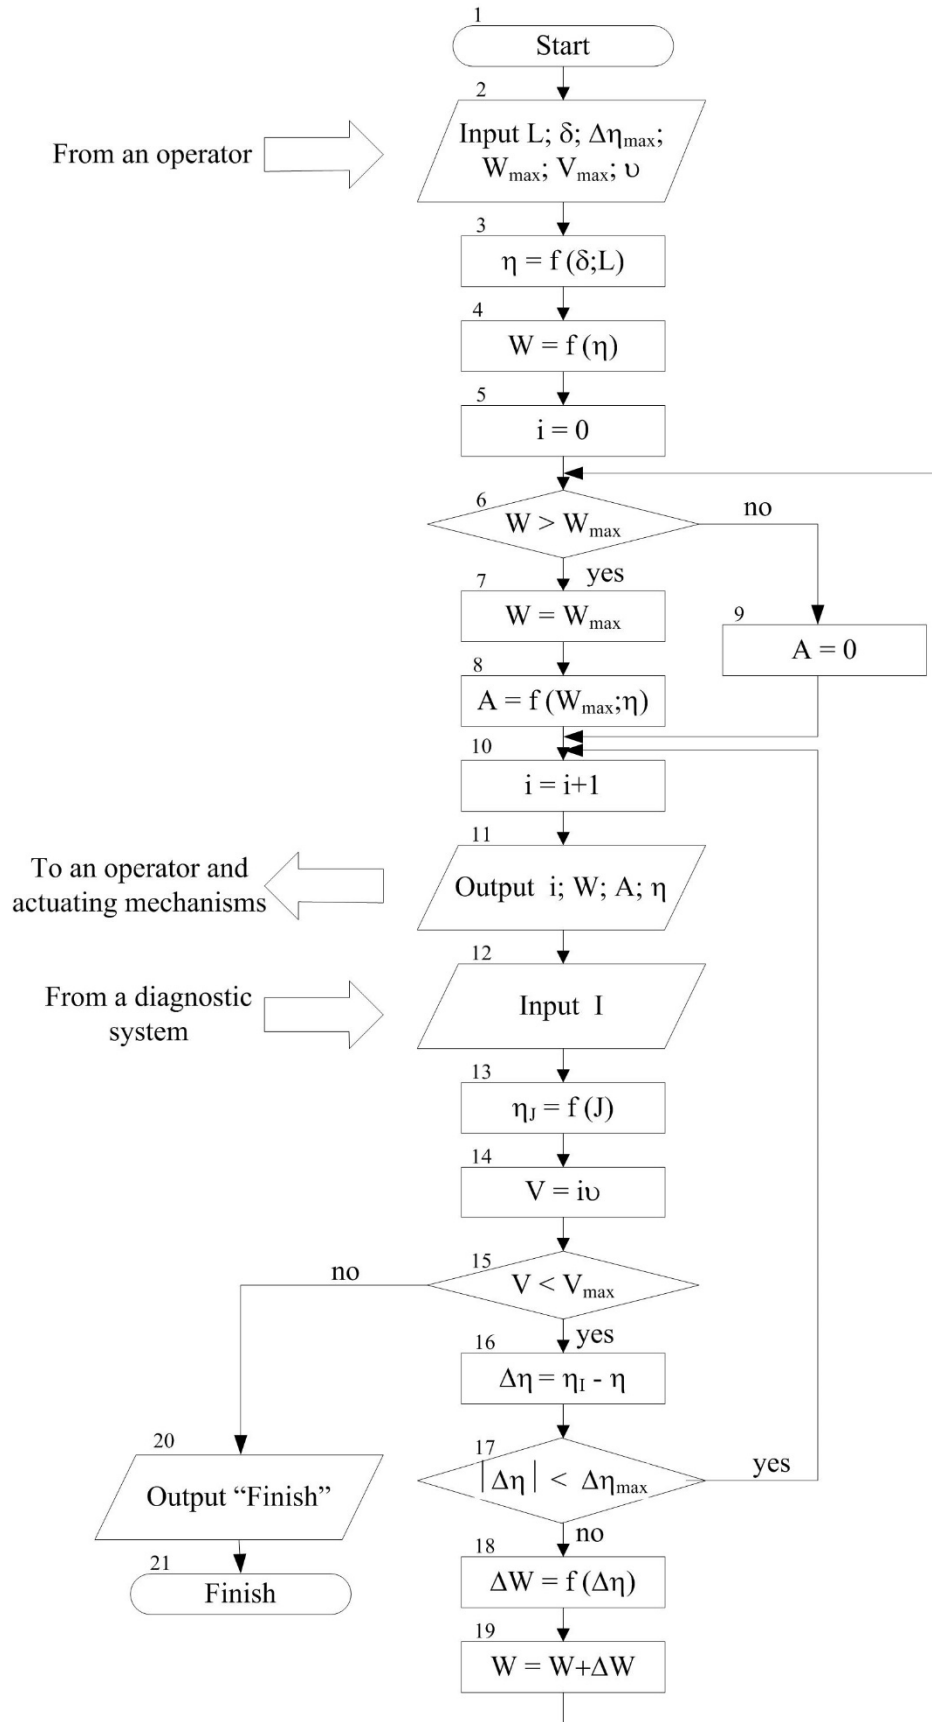 1
Start
2
Input L; δ; Δηmax;
Wmax; Vmax; υ
From an operator
3
η = f (δ;L)
4
W = f (η)
5
i = 0
6
W > Wmax
no
yes
7
W = Wmax
9
A = 0
8
A = f (Wmax;η)
10
i = i+1
11
Output i; W; A; η
To an operator and
actuating mechanisms
12
Input I
From a diagnostic
system
13
ηJ = f (J)
14
V = iυ
15
V < Vmax
no
yes
16
Δη = ηI - η
17
|Δη| < Δηmax
yes
no
20
Output “Finish”
18
ΔW = f (Δη)
21
Finish
19
W = W+ΔW